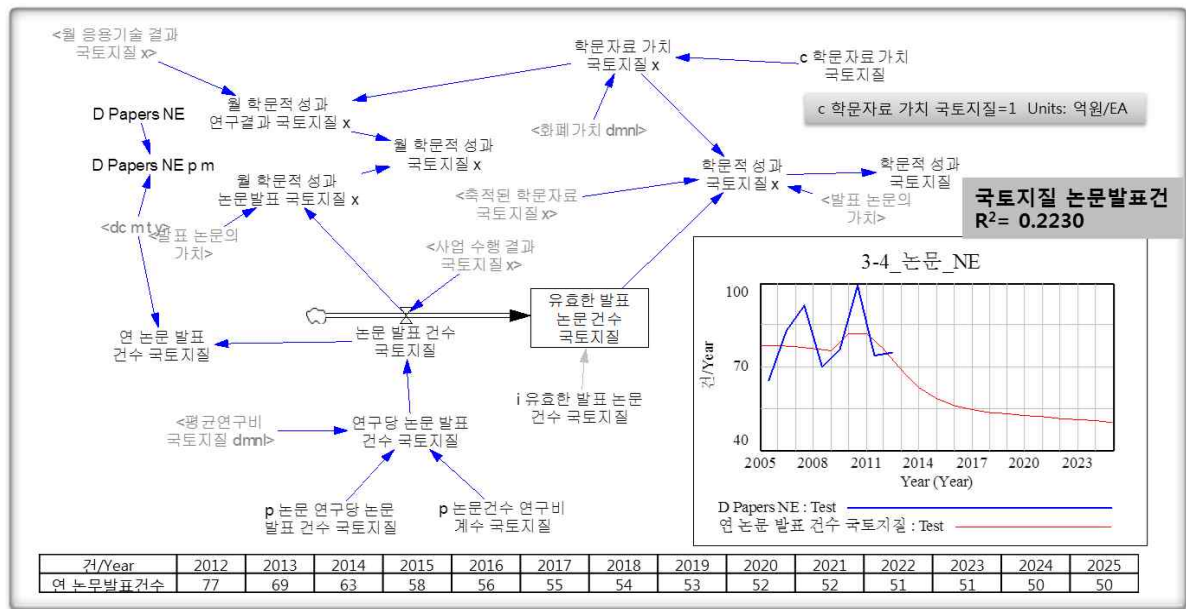 <월 응용기술 결과
국토지질 x>
학문자료 가치
국토지질 x
c 학문자료 가치
국토지질
c 학문자료 가치 국토지질=1 Units: 억원/EA
D Papers NE
월 학문적 성과
연구결과 국토지질 x
<화폐가치 dmnl>
월 학문적 성과
국토지질 x
D Papers NE p m
월 학문적 성과
논문발표 국토지질 x
학문적 성과
국토지질 x
학문적 성과
국토지질
<축적된 학문자료
국토지질 x>
<발표 논문의
가치>
<dc m t y>
<발표 논문의
가치>
국토지질 논문발표건
R²= 0.2230
<사업 수행 결과
국토지질 x>
유효한 발표
논문 건수
국토지질
연 논문 발표
건수 국토지질
논문 발표 건수
국토지질
i 유효한 발표 논문
건수 국토지질
<평균연구비
국토지질 dmnl>
연구당 논문 발표
건수 국토지질
p 논문 연구당 논문
발표 건수 국토지질
p 논문건수 연구비
계수 국토지질
3-4_논문_NE
100
70
40
건/Year
2005 2008 2011 2014 2017 2020 2023
Year (Year)
D Papers NE : Test
연 논문 발표 건수 국토지질 : Test
건/Year 2012 2013 2014 2015 2016 2017 2018 2019 2020 2021 2022 2023 2024 2025
연 논문발표건수 77 69 63 58 56 55 54 53 52 52 51 51 50 50